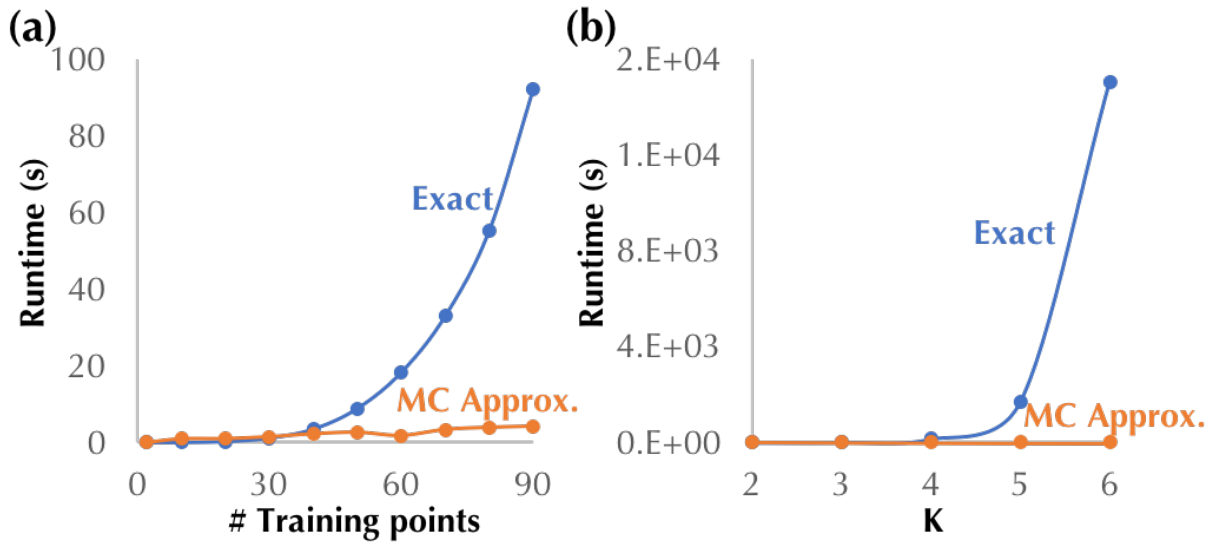 (a)
Runtime (s)
100
80
60
40
20
0
Exact
MC Approx.
0 30 60 90
# Training points
(b)
Runtime (s)
2.E+04
1.E+04
8.E+03
4.E+03
0.E+00
Exact
MC Approx.
2 3 4 5 6
K